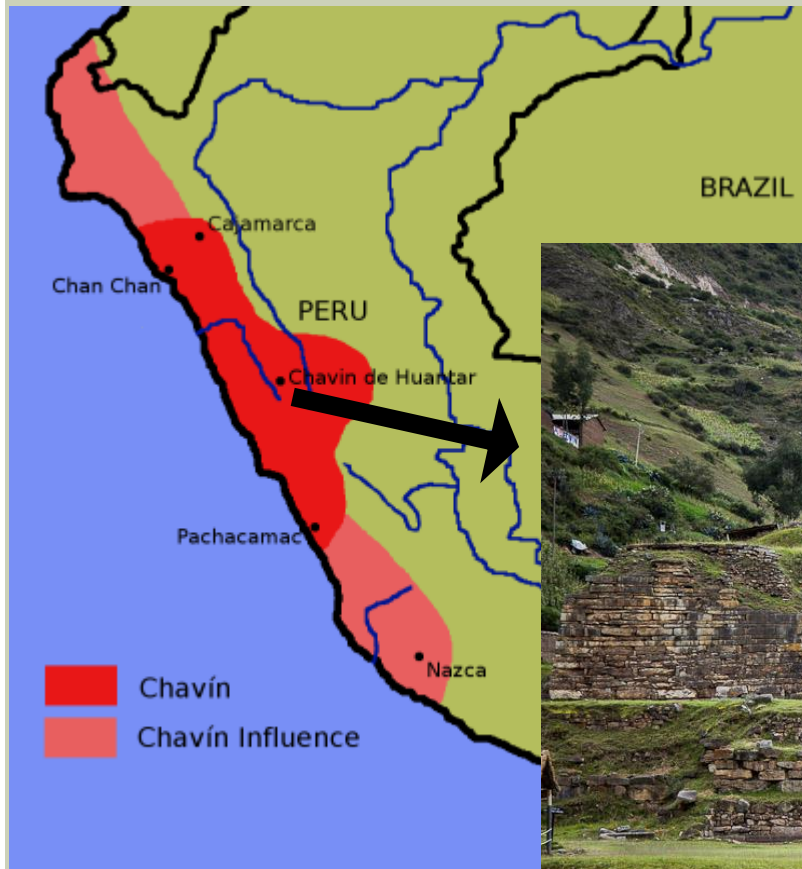 BRAZIL
Cajamarca
Chan Chan
PERU
Chavin de Huantar
Pachacamac
Nazca
Chavín
Chavín Influence